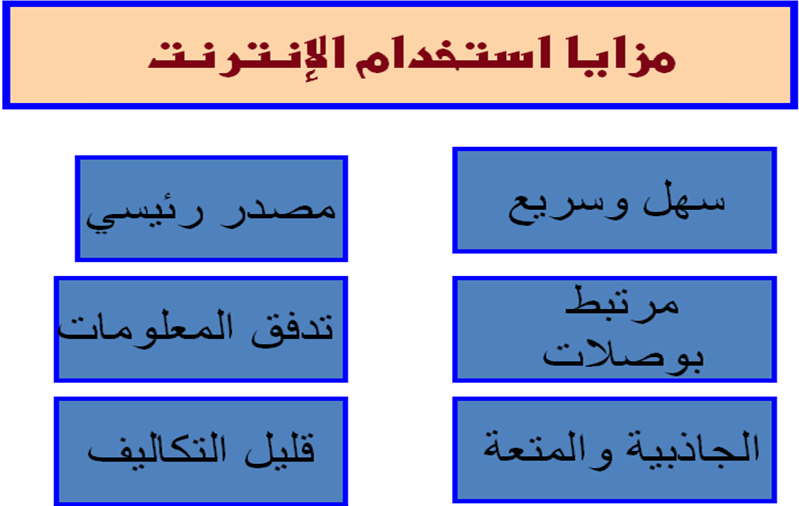 مزايا استخدام الإنترنت
سهل وسريع
مصدر رئيسي
مرتبط
بوصلات
تدفق المعلومات
الجاذبية والمتعة
قليل التكاليف